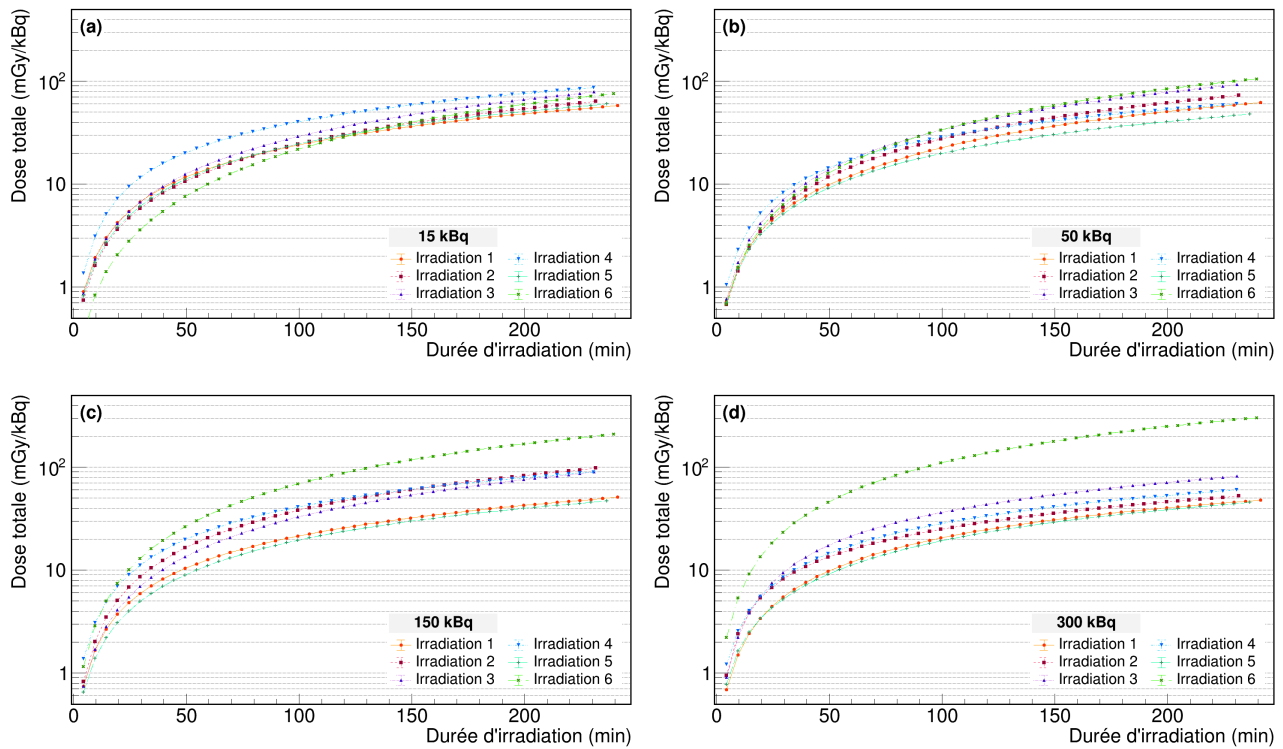 (a)
Dose totale (mGy/kBq)
10²
10
1
15 kBq
Irradiation 1
Irradiation 2
Irradiation 3
Irradiation 4
Irradiation 5
Irradiation 6
0 50 100 150 200
Durée d'irradiation (min)
(b)
Dose totale (mGy/kBq)
10²
10
1
50 kBq
Irradiation 1
Irradiation 2
Irradiation 3
Irradiation 4
Irradiation 5
Irradiation 6
0 50 100 150 200
Durée d'irradiation (min)
(c)
Dose totale (mGy/kBq)
10²
10
1
150 kBq
Irradiation 1
Irradiation 2
Irradiation 3
Irradiation 4
Irradiation 5
Irradiation 6
0 50 100 150 200
Durée d'irradiation (min)
(d)
Dose totale (mGy/kBq)
10²
10
1
300 kBq
Irradiation 1
Irradiation 2
Irradiation 3
Irradiation 4
Irradiation 5
Irradiation 6
0 50 100 150 200
Durée d'irradiation (min)